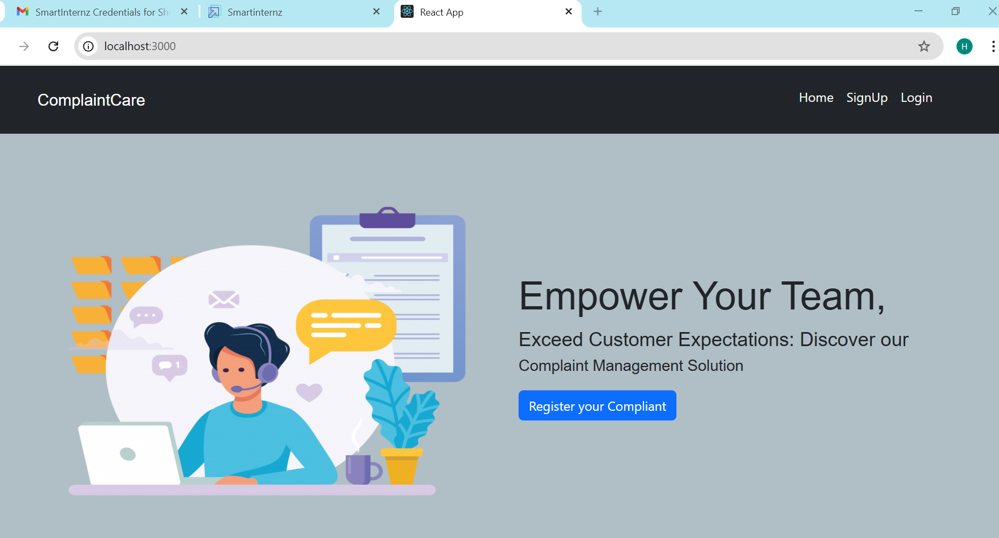 SmartInternz Credentials for
Smartinternz
React App
localhost:3000
H
ComplaintCare
Home SignUp Login
1
Empower Your Team,
Exceed Customer Expectations: Discover our
Complaint Management Solution
Register your Compliant